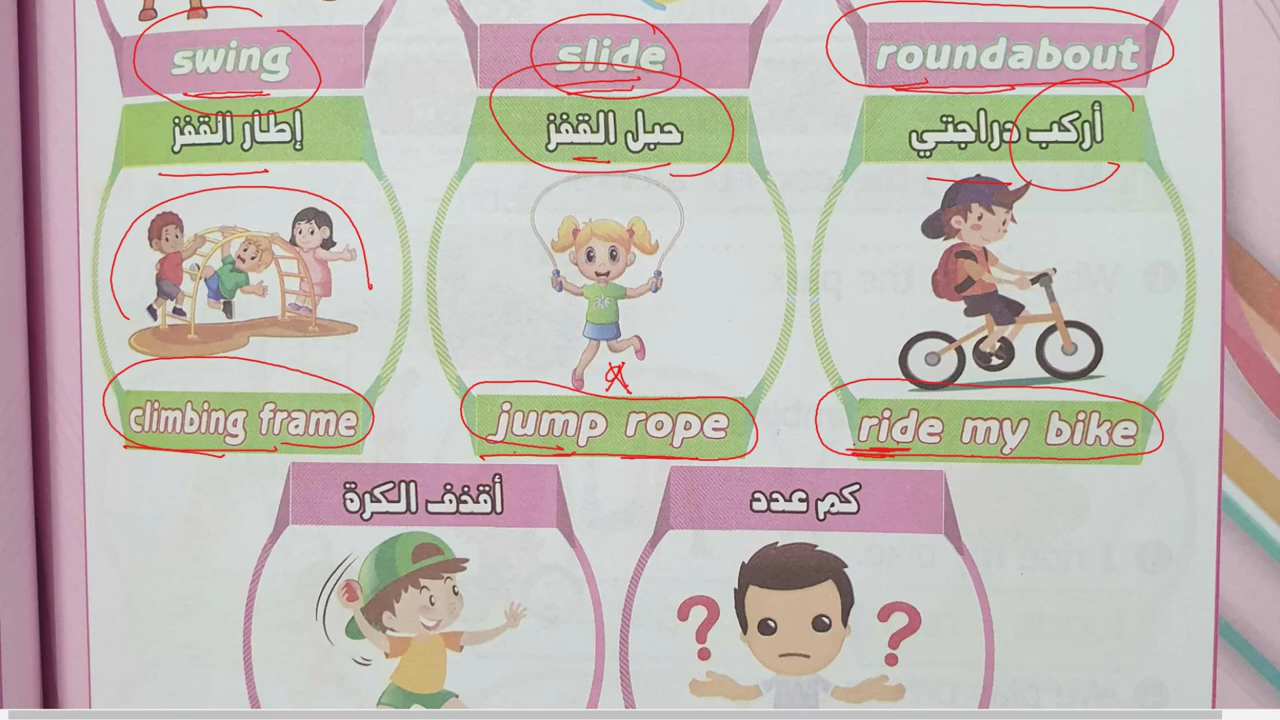 swing
slide
roundabout
إطار القفز
حبل القفز
أركب دراجتي
climbing frame
jump rope
ride my bike
أقذف الكرة
كم عدد
? ?